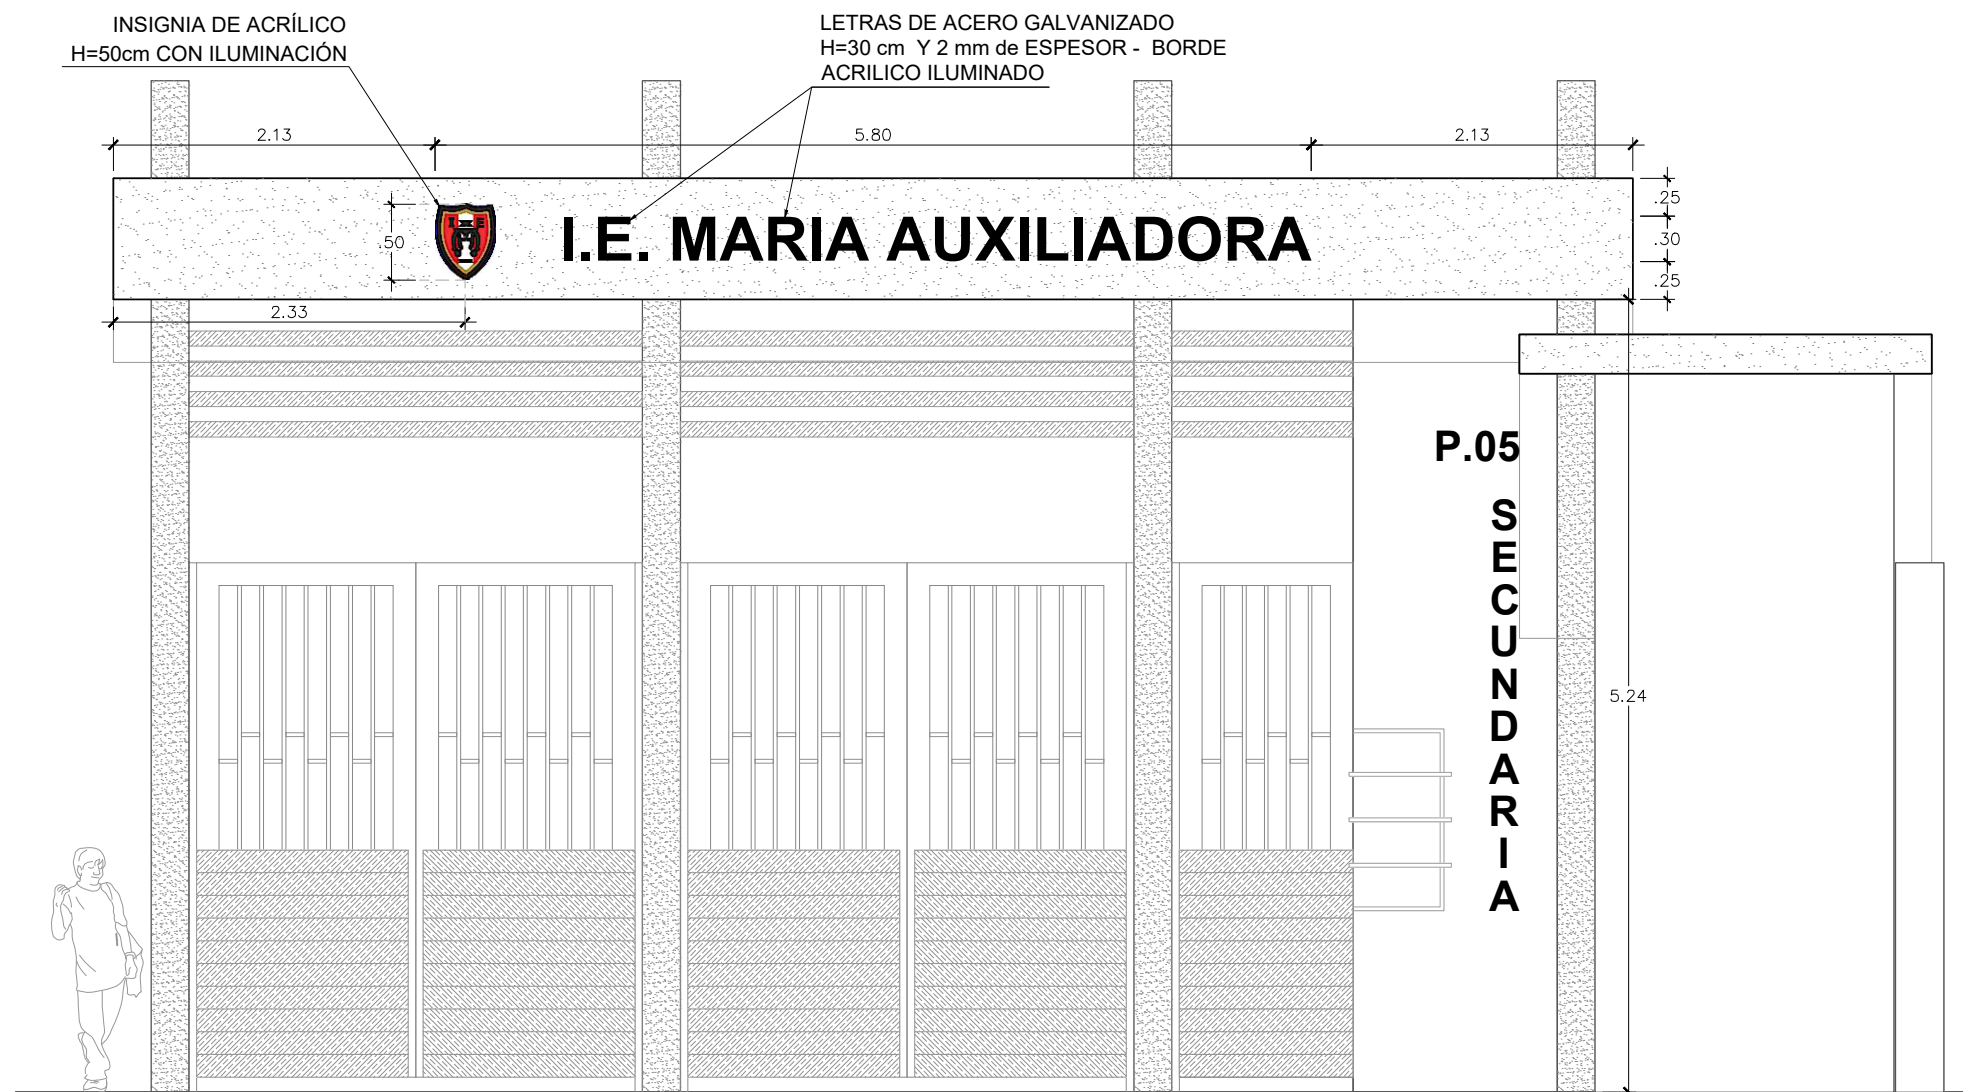 INSIGNIA DE ACRÍLICO
H=50cm CON ILUMINACIÓN
LETRAS DE ACERO GALVANIZADO
H=30 cm Y 2 mm de ESPESOR - BORDE
ACRILICO ILUMINADO
2.13
5.80
2.13
.25
.50
I E
M
I.E. MARIA AUXILIADORA
.30
.25
2.33
P.05
SECUNDARIA
5.24